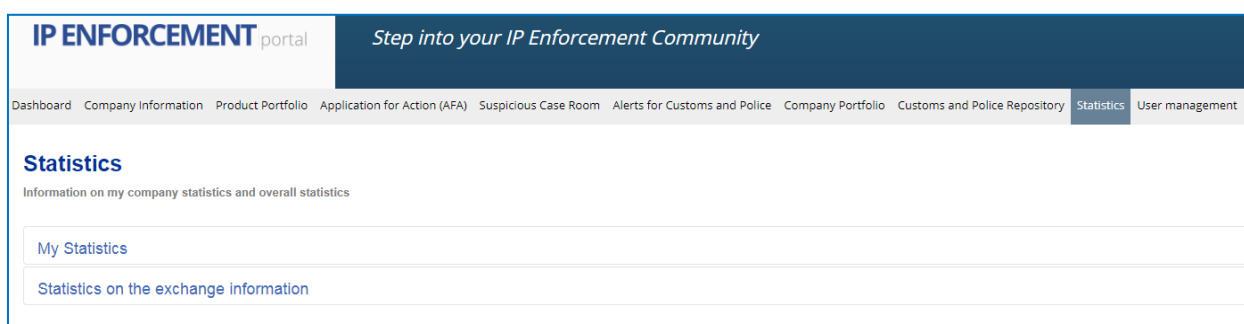 IP ENFORCEMENT portal
Step into your IP Enforcement Community
Dashboard Company Information Product Portfolio Application for Action (AFA) Suspicious Case Room Alerts for Customs and Police Company Portfolio Customs and Police Repository Statistics User management
Statistics
Information on my company statistics and overall statistics
My Statistics
Statistics on the exchange information